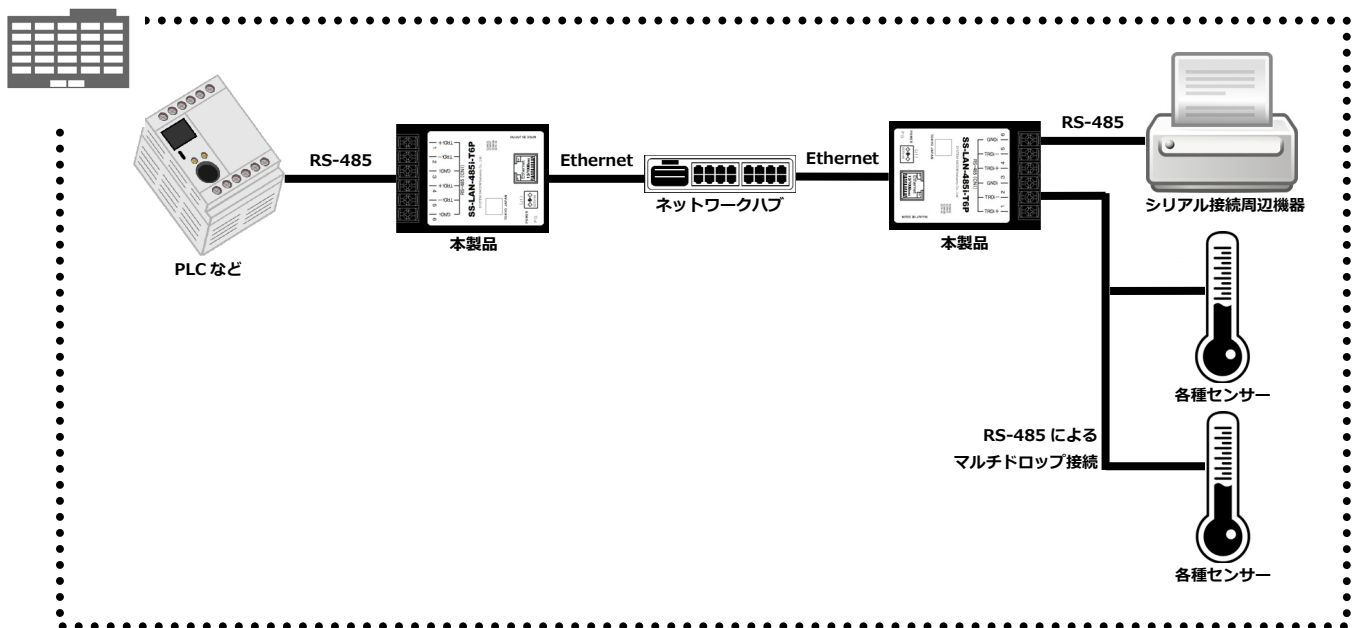 RS-485
Ethernet
Ethernet
RS-485
SS-LAN-485i-T6P
SS-LAN-485i-T6P
PLC など
本製品
ネットワークハブ
本製品
シリアル接続周辺機器
各種センサー
RS-485 による
マルチドロップ接続
各種センサー